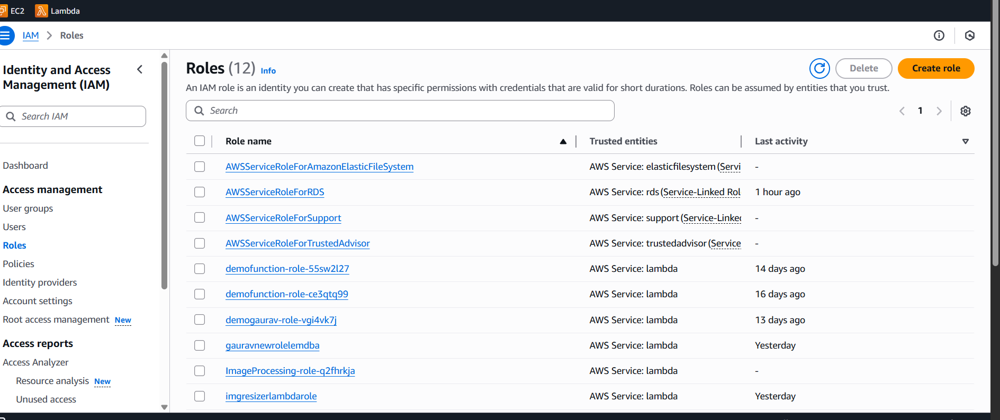 EC2 Lambda
IAM > Roles
Identity and Access
Management (IAM)
Search IAM
Dashboard
Access management
User groups
Users
Roles
Policies
Identity providers
Account settings
Root access management New
Access reports
Access Analyzer
Resource analysis New
Unused access
Roles (12) Info
Delete
Create role
An IAM role is an identity you can create that has specific permissions with credentials that are valid for short durations. Roles can be assumed by entities that you trust.
Search
1
Role name Trusted entities Last activity
AWSServiceRoleForAmazonElasticFileSystem AWS Service: elasticfilesystem (Servi -
AWSServiceRoleForRDS AWS Service: rds (Service-Linked Rol 1 hour ago
AWSServiceRoleForSupport AWS Service: support (Service-Linked -
AWSServiceRoleForTrustedAdvisor AWS Service: trustedadvisor (Service -
demofunction-role-55sw2l27 AWS Service: lambda 14 days ago
demofunction-role-ce3qtq99 AWS Service: lambda 16 days ago
demogaurav-role-vgi4vk7j AWS Service: lambda 13 days ago
gauravnewrolelemdba AWS Service: lambda Yesterday
ImageProcessing-role-q2fhrkja AWS Service: lambda -
imgresizerlambdarole AWS Service: lambda Yesterday